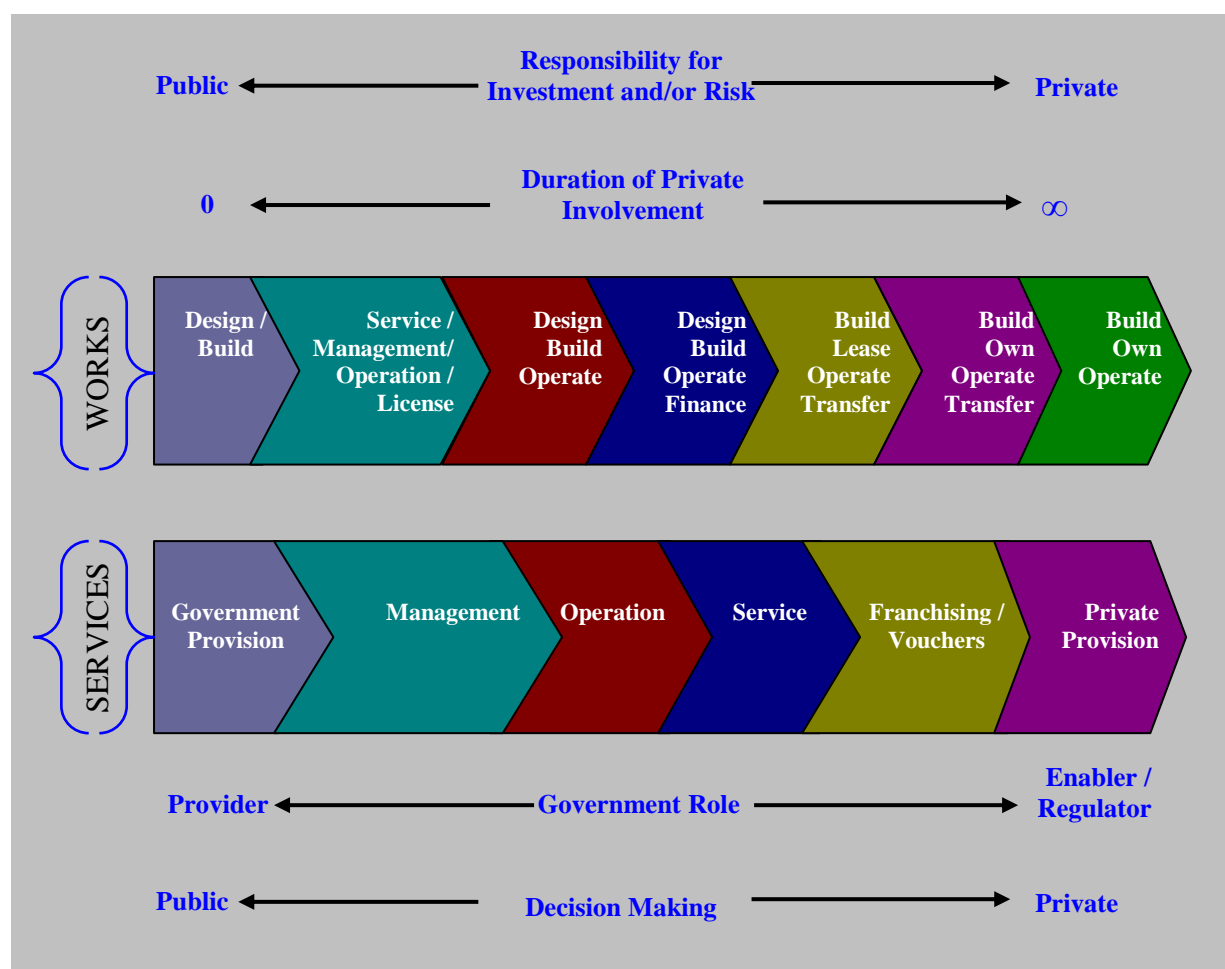 Responsibility for
Public Investment and/or Risk Private
Duration of Private
0 Involvement ∞
WORKS
Design /
Build
Service /
Management/
Operation /
License
Design
Build
Operate
Design
Build
Operate
Finance
Build
Lease
Operate
Transfer
Build
Own
Operate
Transfer
Build
Own
Operate
SERVICES
Government
Provision
Management
Operation
Service
Franchising /
Vouchers
Private
Provision
Provider Government Role Enabler /
Regulator
Public Decision Making Private